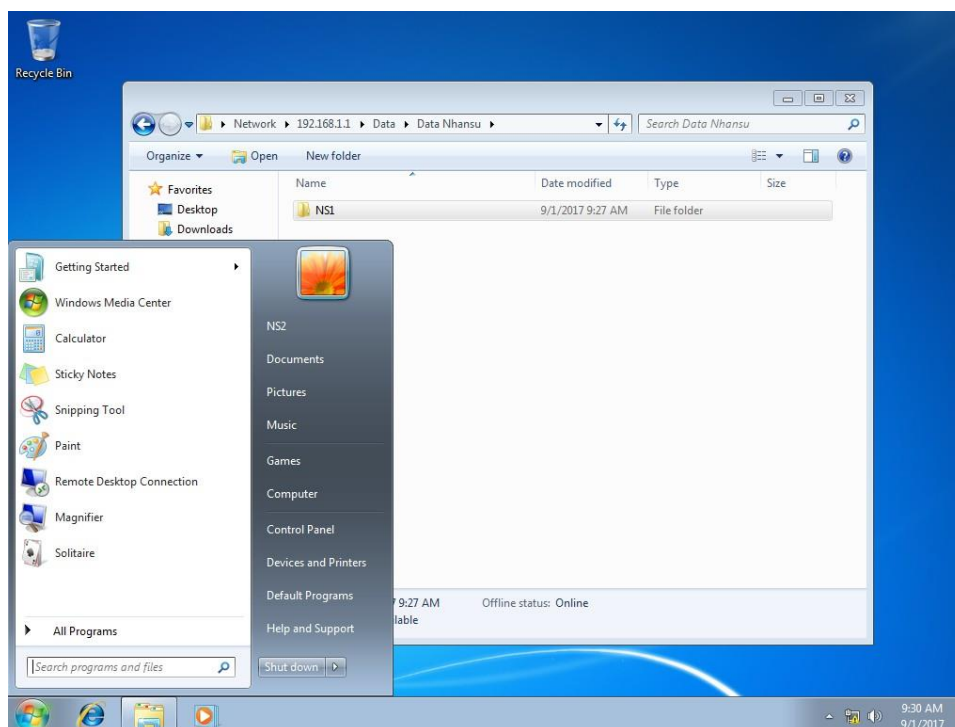 Recycle Bin
Network ▸ 192.168.1.1 ▸ Data ▸ Data Nhansu ▸
Search Data Nhansu
Organize
Open
New folder
Name
Date modified
Type
Size
Favorites
Desktop
Downloads
NS1
9/1/2017 9:27 AM
File folder
Getting Started
Windows Media Center
Calculator
Sticky Notes
Snipping Tool
Paint
Remote Desktop Connection
Magnifier
Solitaire
All Programs
Search programs and files
NS2
Documents
Pictures
Music
Games
Computer
Control Panel
Devices and Printers
Default Programs
Help and Support
Shut down
9:27 AM
Offline status: Online
9:30 AM
9/1/2017